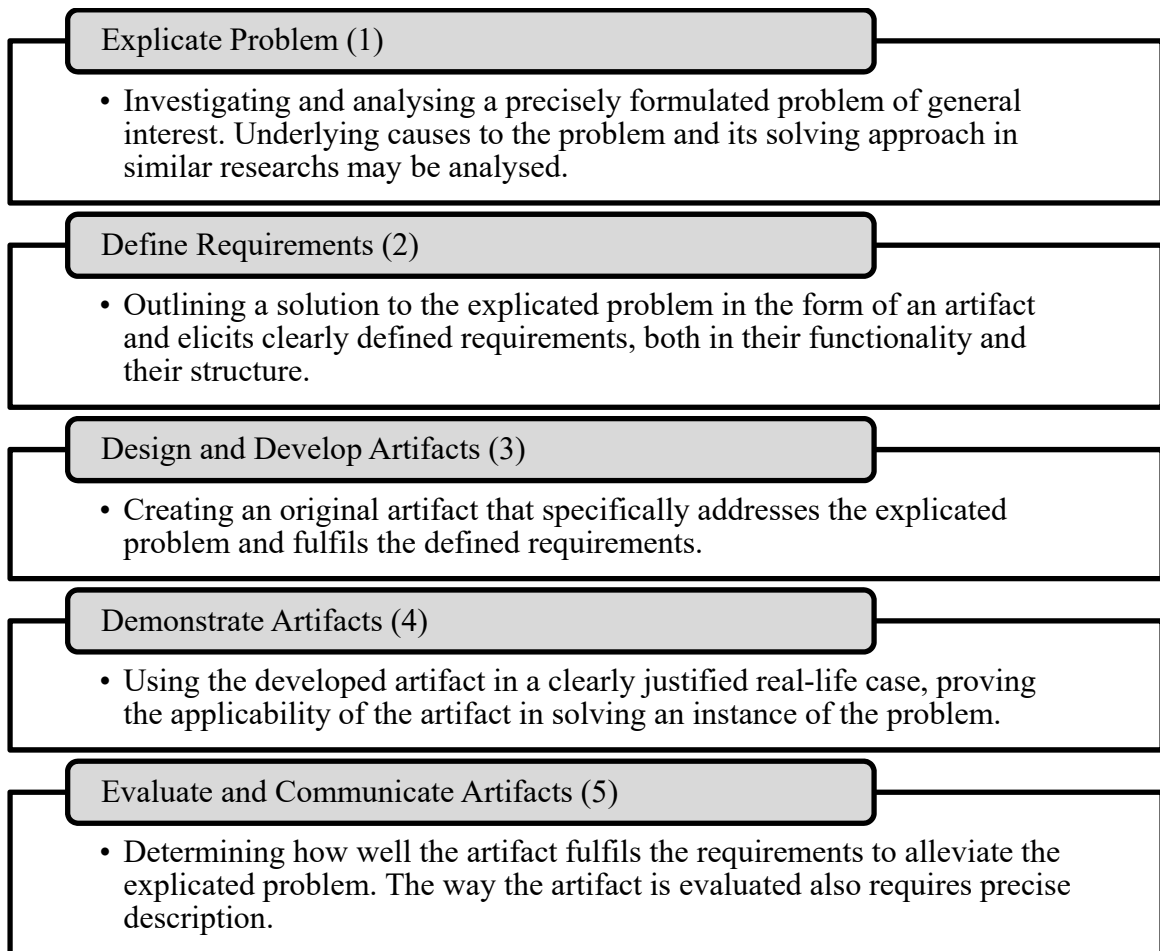 Explicate Problem (1)
• Investigating and analysing a precisely formulated problem of general
interest. Underlying causes to the problem and its solving approach in
similar researchs may be analysed.
Define Requirements (2)
• Outlining a solution to the explicated problem in the form of an artifact
and elicits clearly defined requirements, both in their functionality and
their structure.
Design and Develop Artifacts (3)
• Creating an original artifact that specifically addresses the explicated
problem and fulfils the defined requirements.
Demonstrate Artifacts (4)
• Using the developed artifact in a clearly justified real-life case, proving
the applicability of the artifact in solving an instance of the problem.
Evaluate and Communicate Artifacts (5)
• Determining how well the artifact fulfils the requirements to alleviate the
explicated problem. The way the artifact is evaluated also requires precise
description.